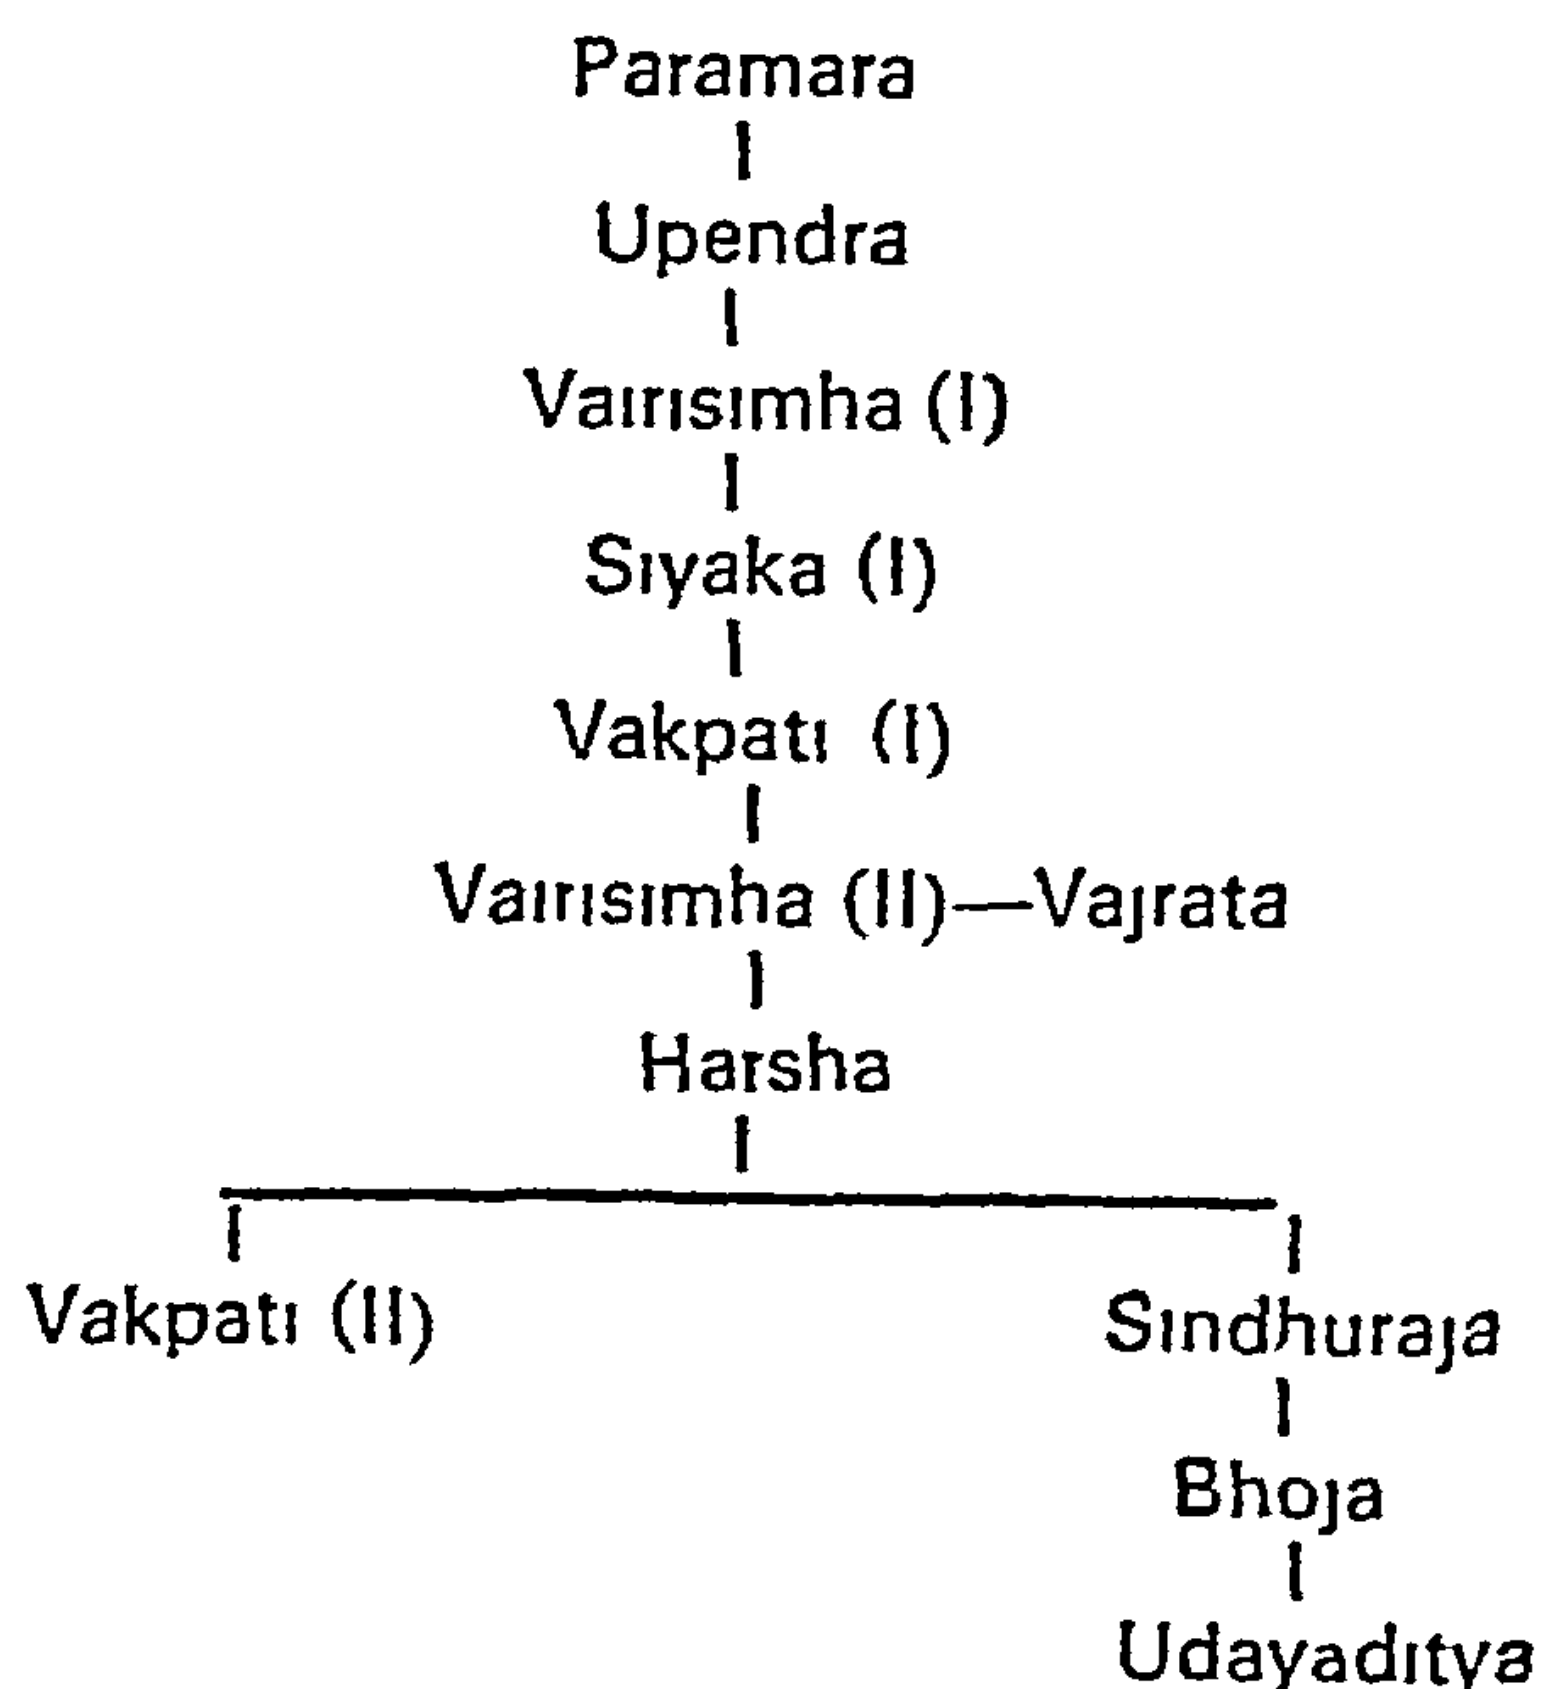 Paramara
Upendra
Vairisimha (I)
Siyaka (I)
Vakpati (I)
Vairisimha (II)—Vajrata
Harsha
Vakpati (II) Sindhuraja
Bhoja
Udayaditya